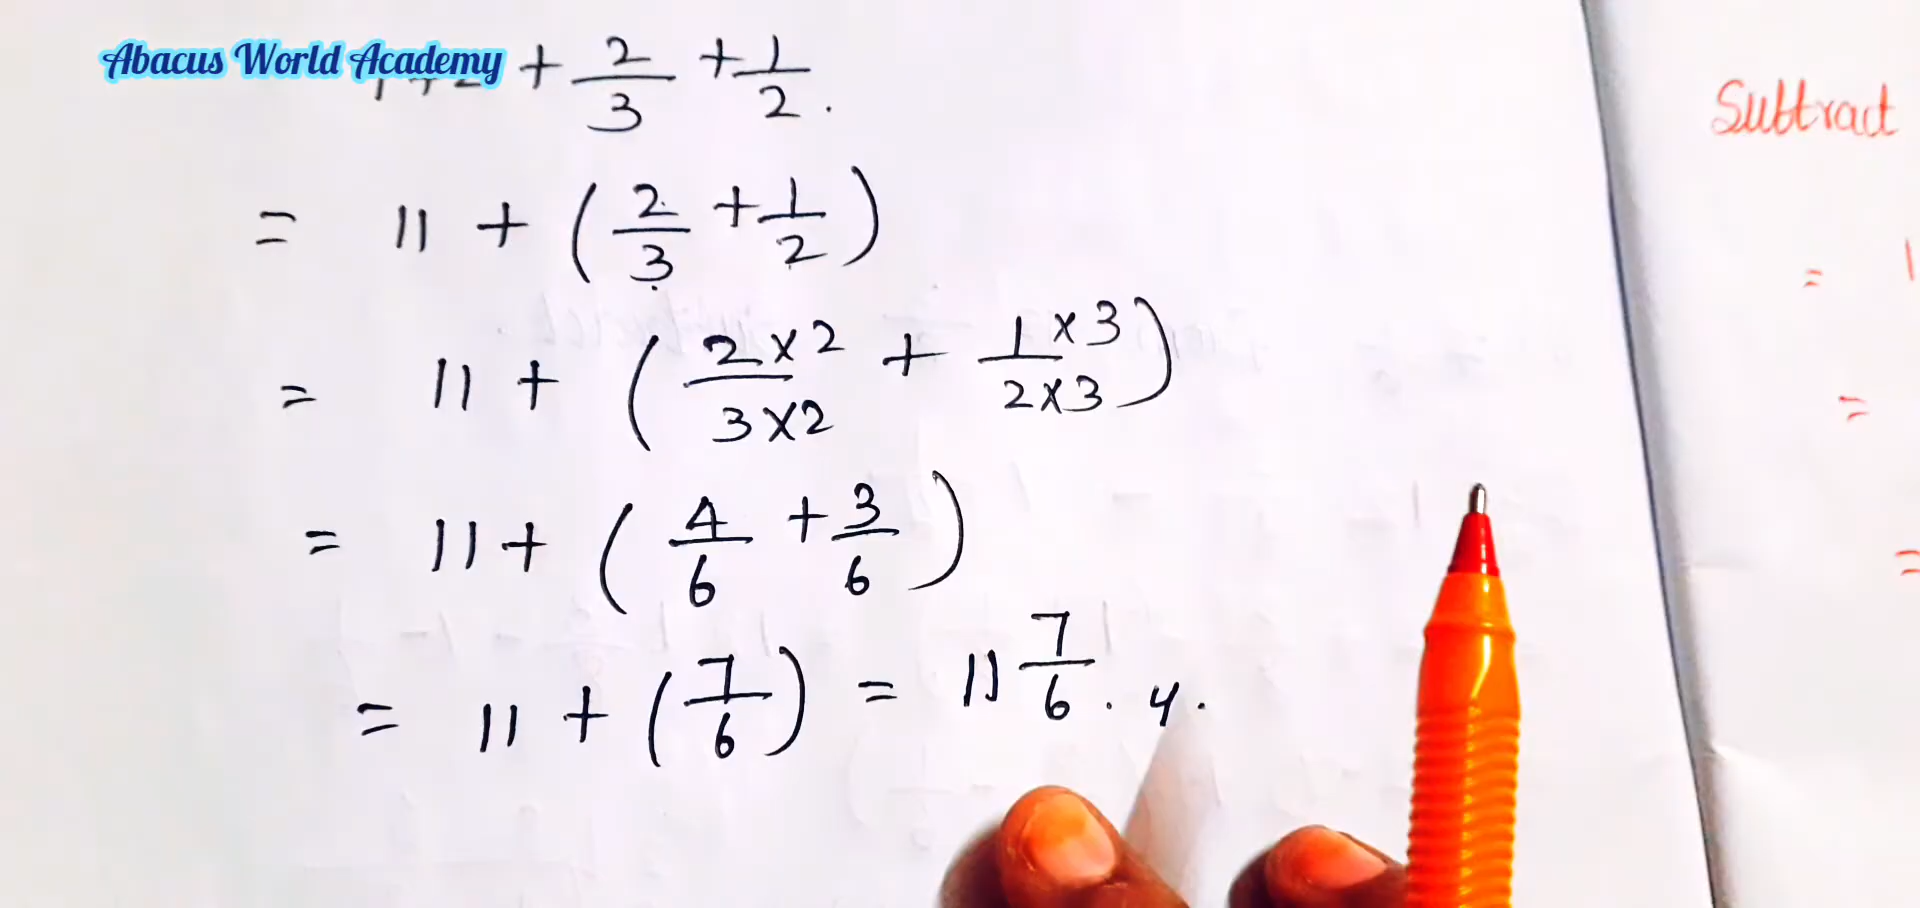 Abacus World Academy
+ 2/3 + 1/2.
= 11 + (2/3 + 1/2)
= 11 + (2×2/3×2 + 1×3/2×3)
= 11 + (4/6 + 3/6)
= 11 + (7/6) = 11 7/6 . y .
Subtract
= 1
=
=